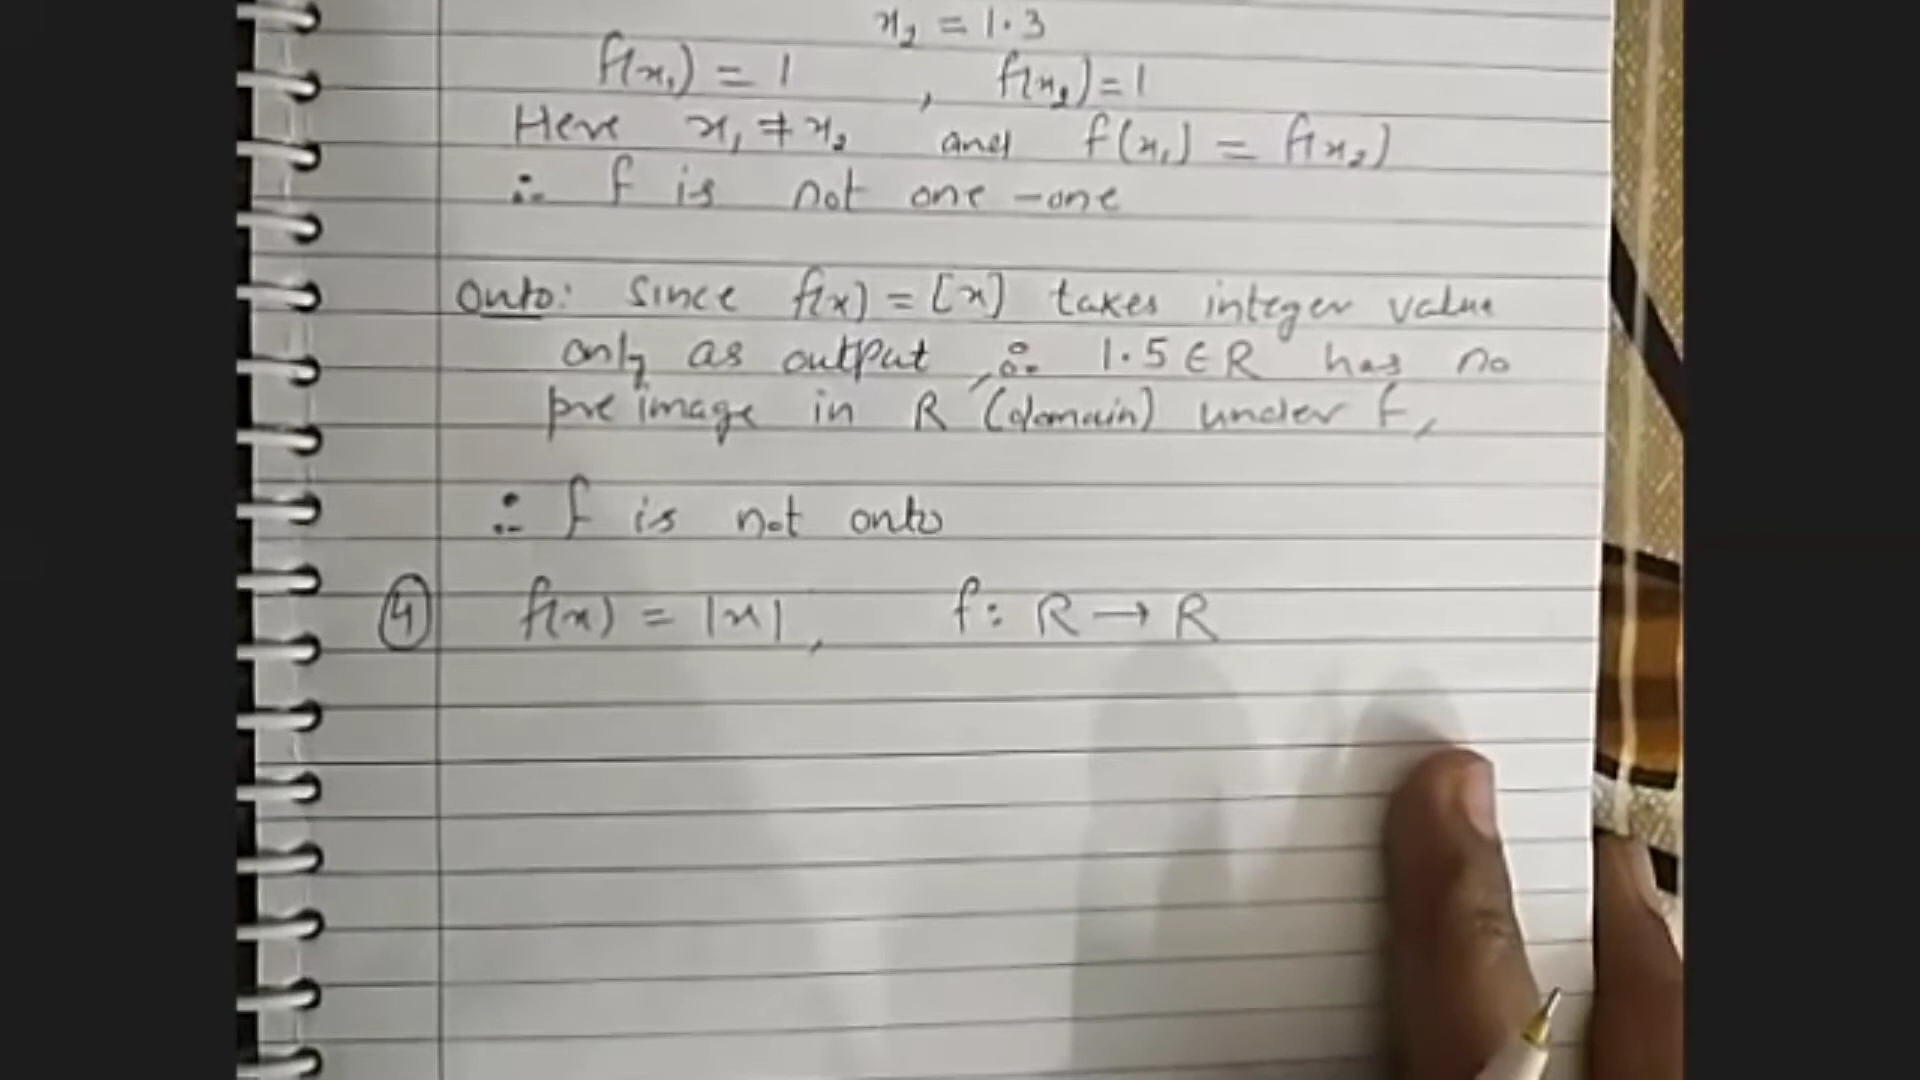 x₂ = 1.3
f(x₁) = 1 , f(x₂) = 1
Here x₁ ≠ x₂ and f(x₁) = f(x₂)
∴ f is not one-one
Onto: Since f(x) = [x] takes integer value
only as output, ∴ 1.5 ∈ R has no
pre image in R (domain) under f,
∴ f is not onto
④ f(x) = |x|, f: R → R